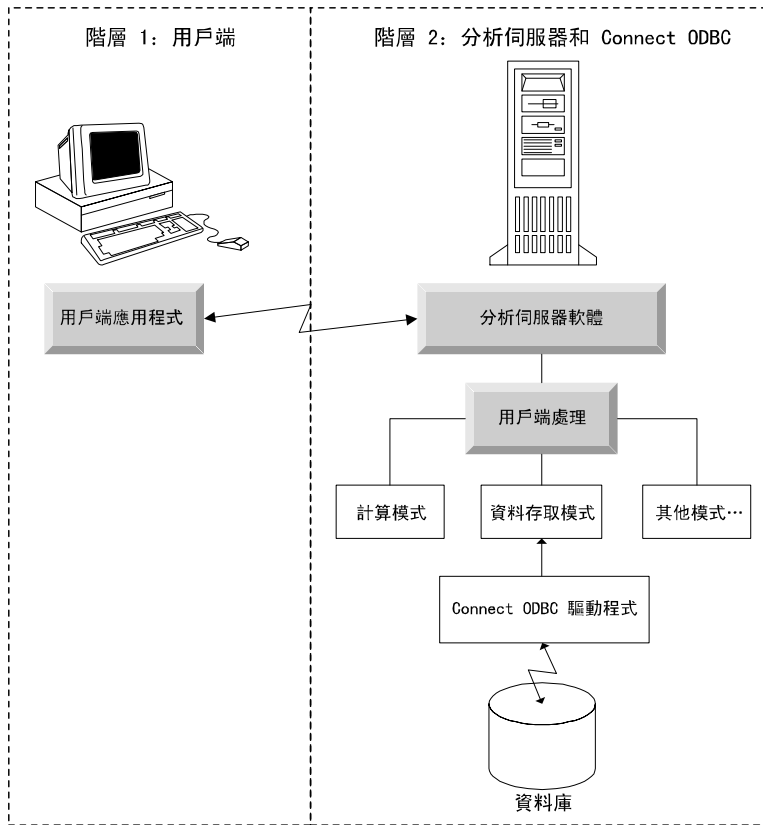 階層 1: 用戶端
階層 2: 分析伺服器和 Connect ODBC
用戶端應用程式
分析伺服器軟體
用戶端處理
計算模式
資料存取模式
其他模式…
Connect ODBC 驅動程式
資料庫